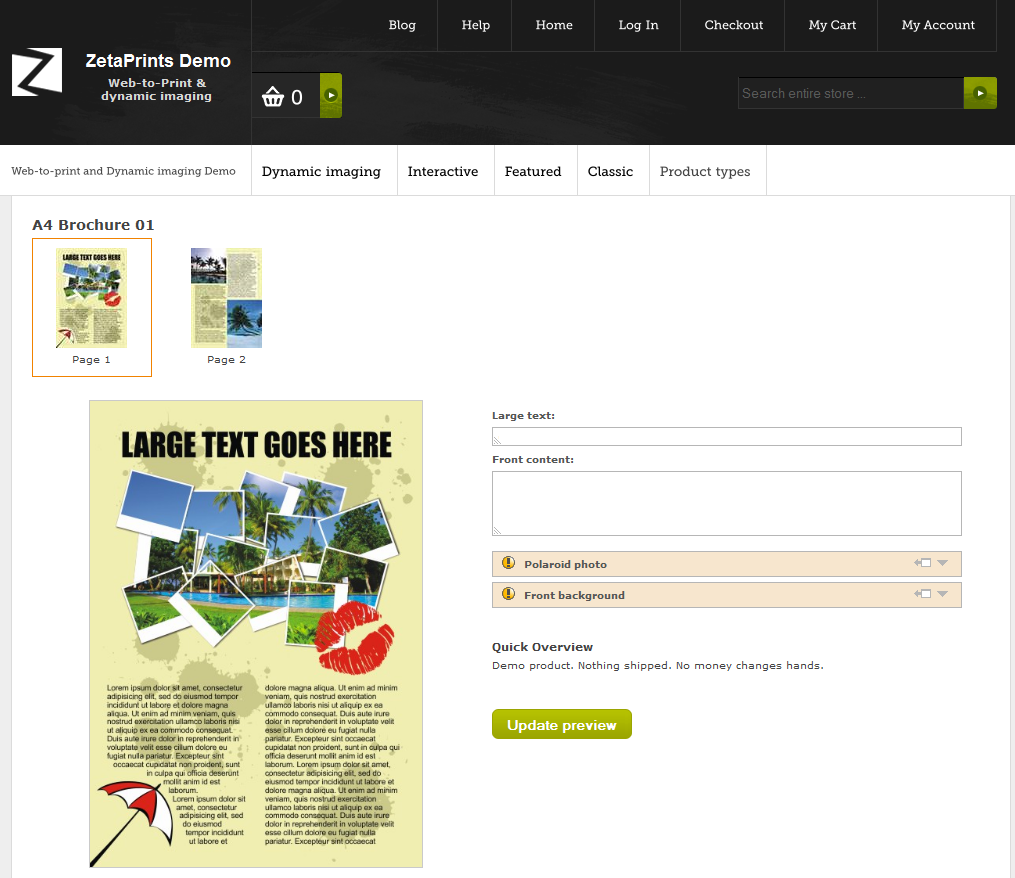 Blog
Help
Home
Log In
Checkout
My Cart
My Account
Z
ZetaPrints Demo
Web-to-Print &
dynamic imaging
0
Search entire store ...
Web-to-print and Dynamic imaging Demo
Dynamic imaging
Interactive
Featured
Classic
Product types
A4 Brochure 01
LARGE TEXT GOES HERE
Page 1
Page 2
LARGE TEXT GOES HERE
Lorem ipsum dolor sit amet, consectetur
adipiscing elit, sed do eiusmod tempor
incididunt ut labore et dolore magna
aliqua. Ut enim ad minim veniam, quis
nostrud exercitation ullamco laboris nisi
ut aliquip ex ea commodo consequat.
Duis aute irure dolor in reprehenderit in
voluptate velit esse cillum dolore eu
fugiat nulla pariatur. Excepteur sint
occaecat cupidatat non proident, sunt
in culpa qui officia deserunt
mollit anim id est
laborum.
Lorem ipsum dolor sit
amet, consectetur
adipiscing elit, sed do
eiusmod
tempor incididunt
ut labore et
dolore magna aliqua. Ut enim ad minim
veniam, quis nostrud exercitation
ullamco laboris nisi ut aliquip ex ea
commodo consequat. Duis aute irure
dolor in reprehenderit in voluptate velit
esse cillum dolore eu fugiat nulla
pariatur. Excepteur sint occaecat
cupidatat non proident, sunt in culpa qui
officia deserunt mollit anim id est
laborum. Lorem ipsum dolor sit amet,
consectetur adipiscing elit, sed do
eiusmod tempor incididunt ut labore et
dolore magna aliqua. Ut enim ad minim
veniam, quis nostrud exercitation
ullamco laboris nisi ut aliquip ex ea
commodo consequat. Duis aute irure
dolor in reprehenderit in voluptate velit
esse cillum dolore eu fugiat nulla
pariatur. Excepteur sint occaecat
Large text:
Front content:
Polaroid photo
Front background
Quick Overview
Demo product. Nothing shipped. No money changes hands.
Update preview